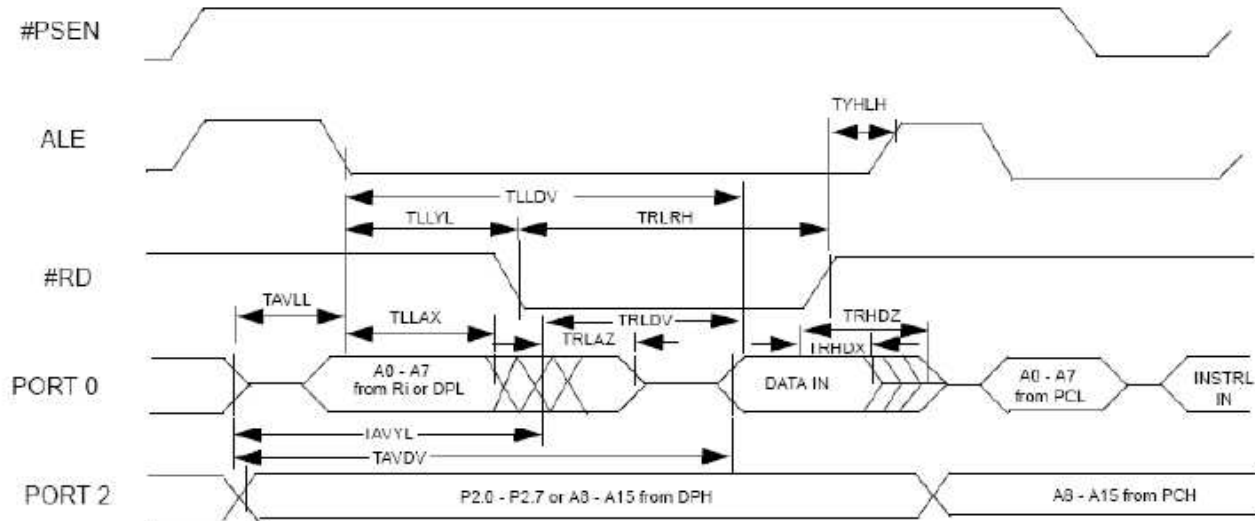 #PSEN
TYHLH
ALE
TLLDV
TLLYL TRLRH
#RD
TAVLL
TLLAX TRLDV TRHDZ
TRLAZ
TRHDX
PORT 0
A0 - A7
from Ri or DPL
DATA IN
A0 - A7
from PCL
INSTRL
IN
TAVYL
TAVDV
PORT 2
P2.0 - P2.7 or A8 - A15 from DPH
A8 - A15 from PCH